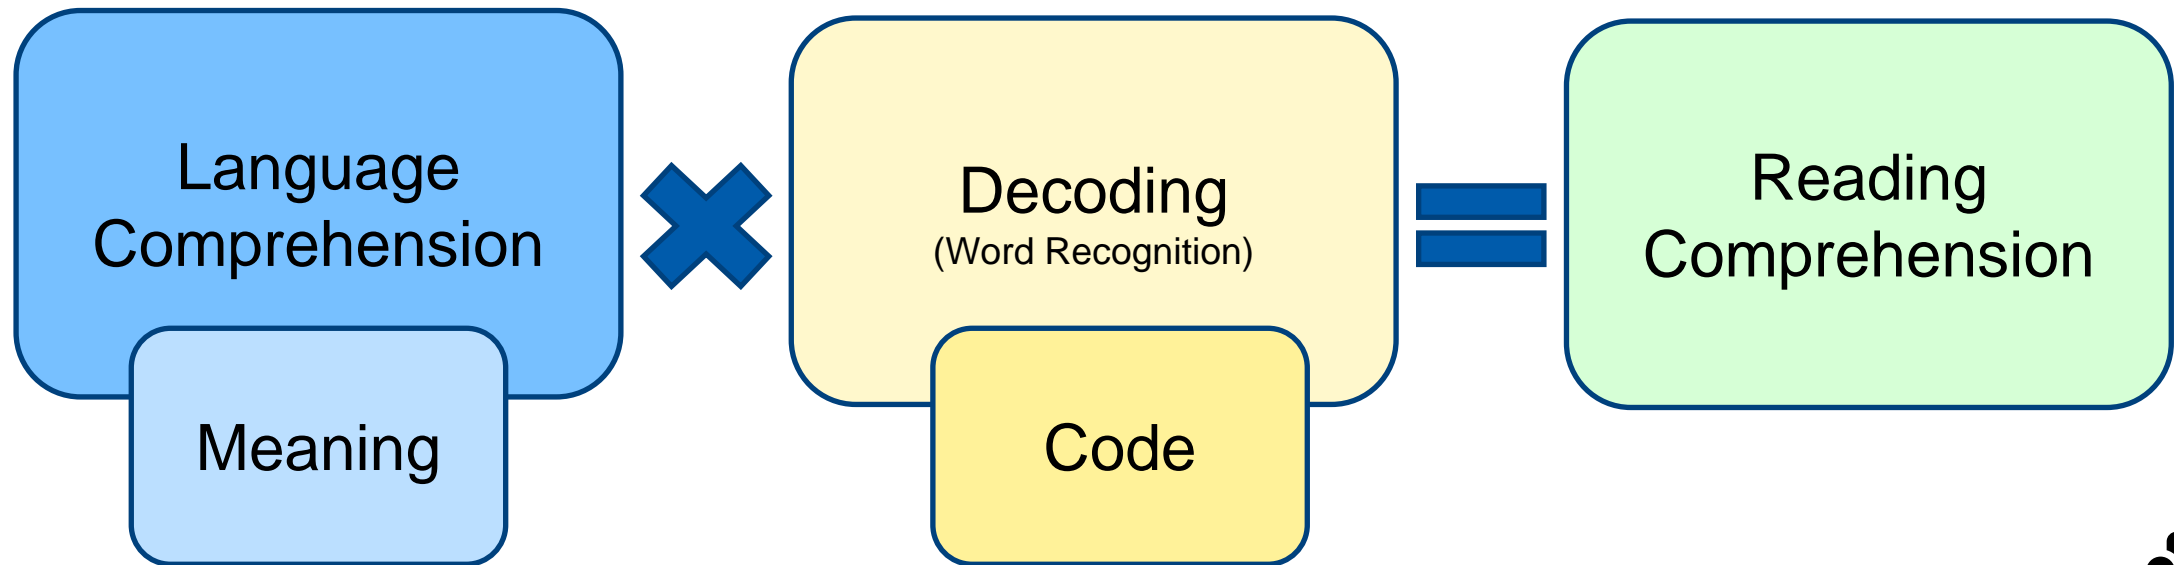 Language
Comprehension
Meaning
Decoding
(Word Recognition)
Code
Reading
Comprehension